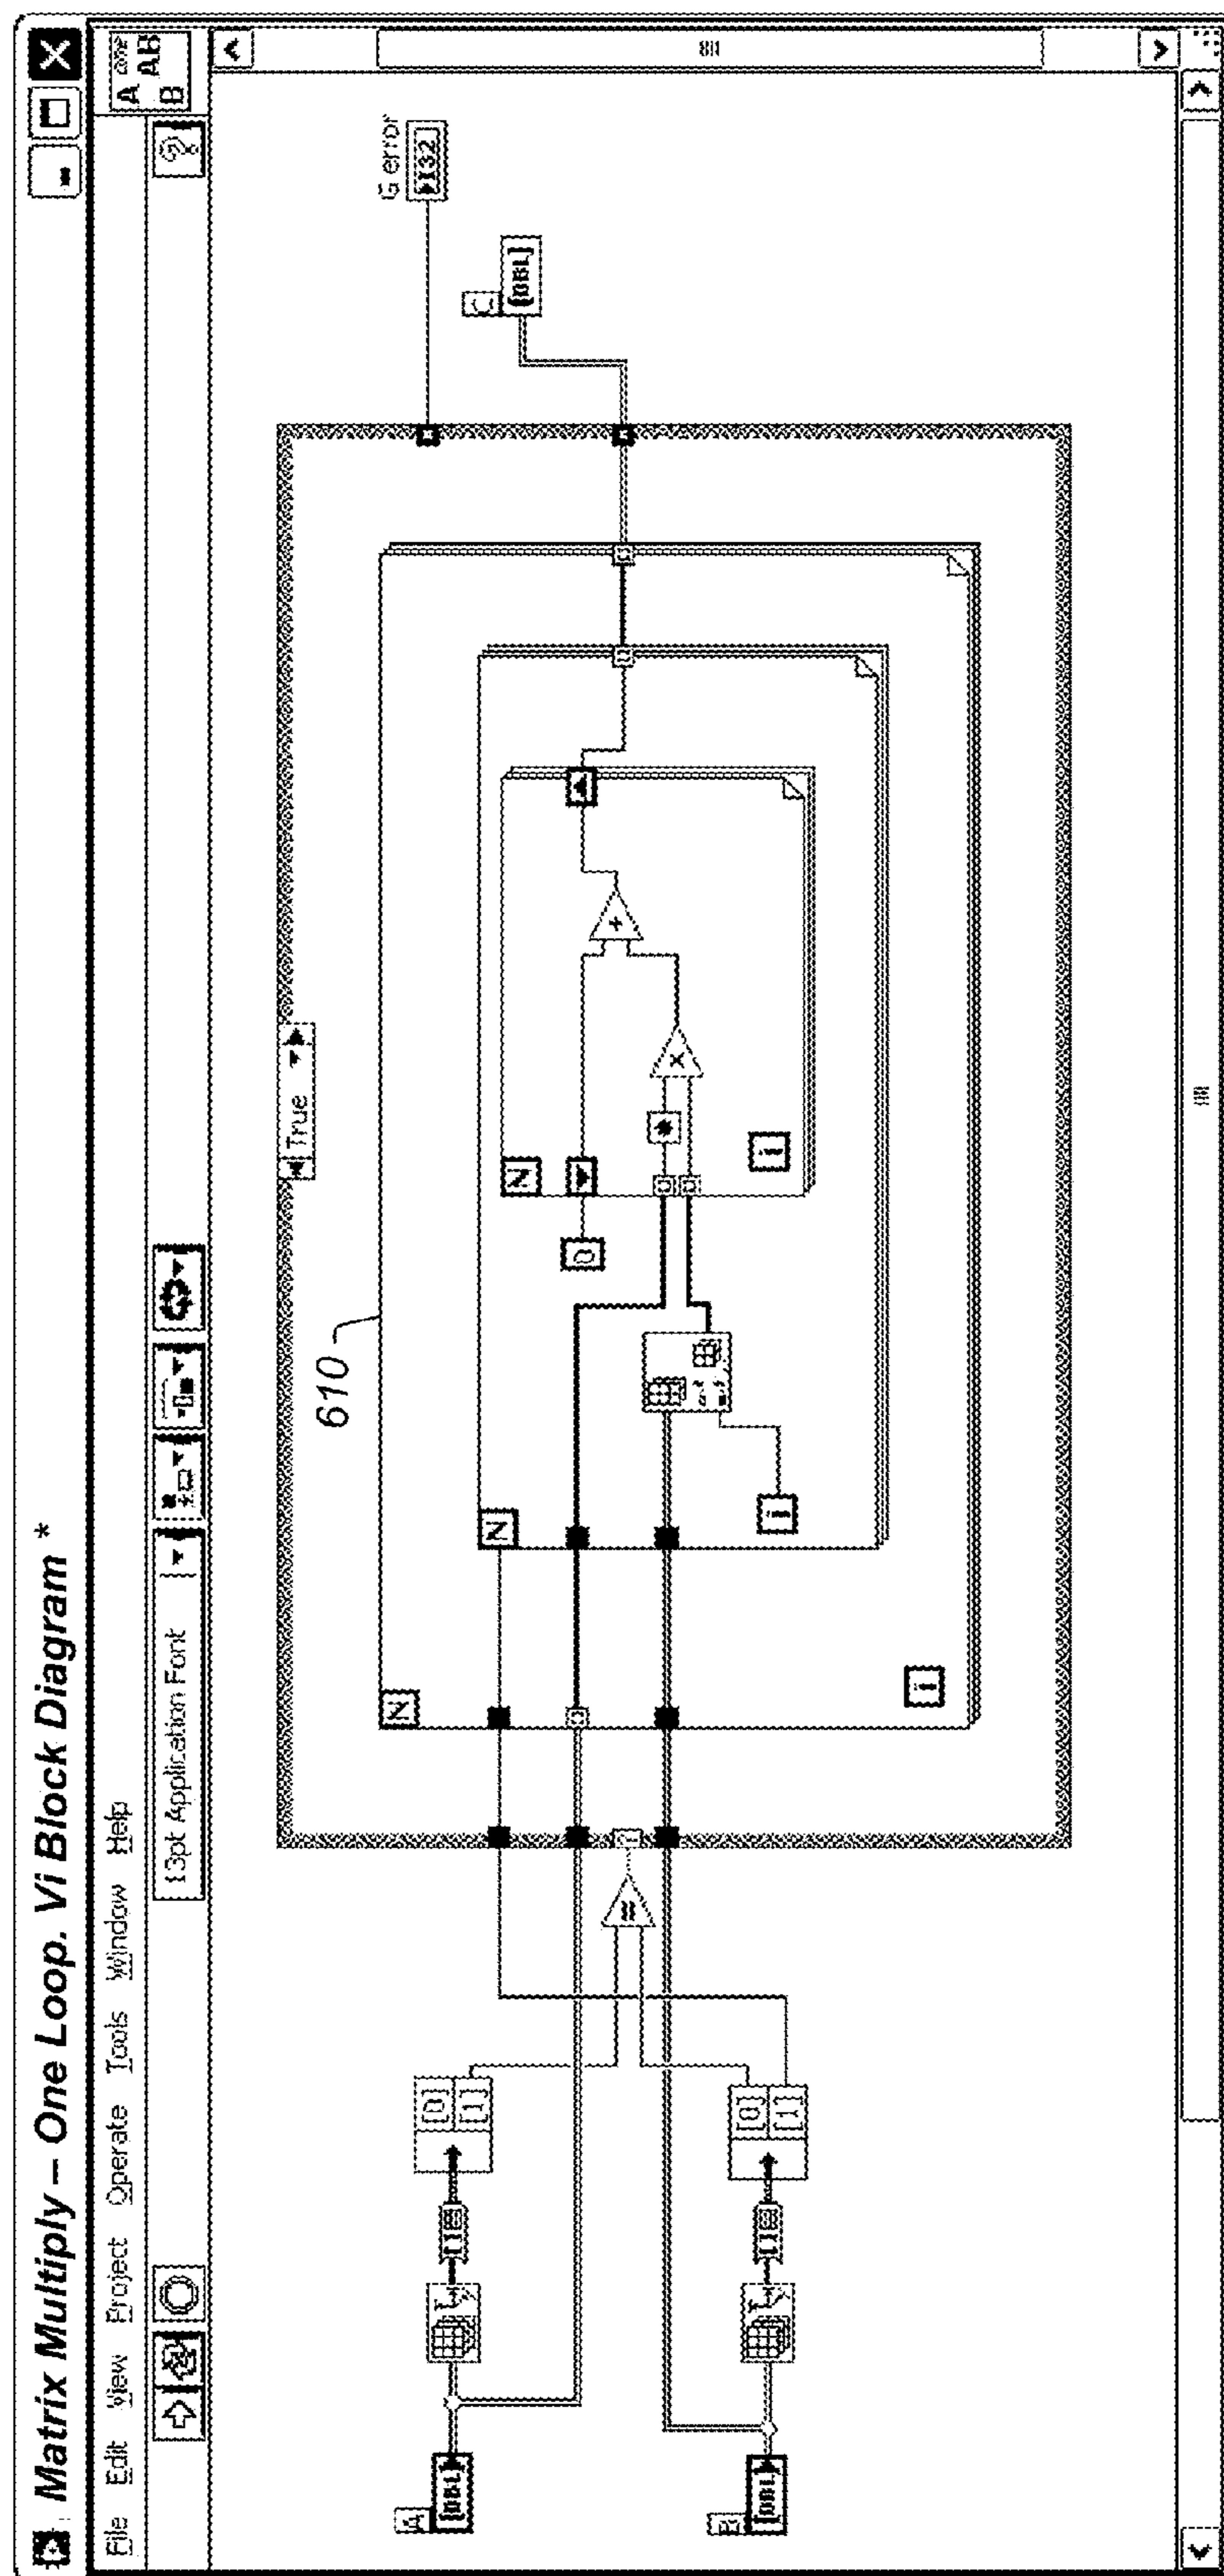 Matrix Multiply – One Loop. Vi Block Diagram *
File Edit View Project Operate Tools Window Help
13pt Application Font
A
B
AB
G error
I32
C
[DBL]
True
610
N
N
N
i
i
i
0
+
x
*
=
A
[DBL]
[0]
[1]
B
[DBL]
[0]
[1]